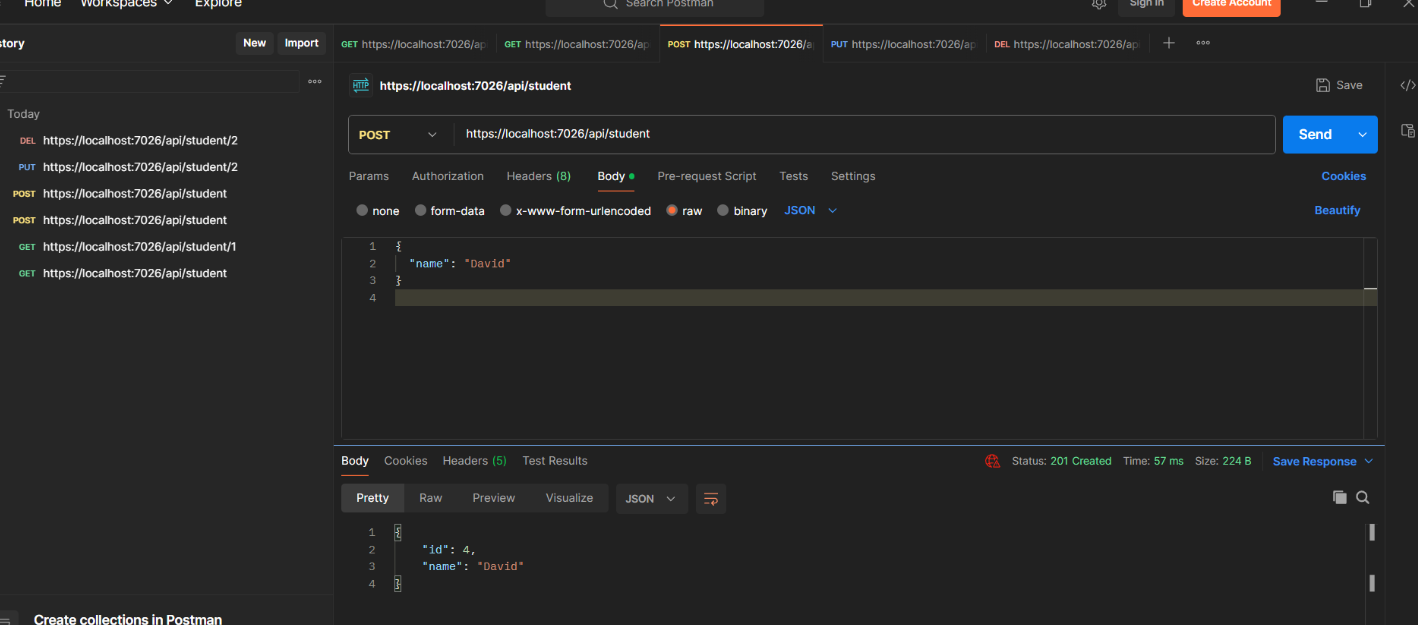 Home Workspaces Explore Search Postman Sign In Create Account
story New Import
GET https://localhost:7026/ap GET https://localhost:7026/ap POST https://localhost:7026/a PUT https://localhost:7026/ap DEL https://localhost:7026/ap
HTTP https://localhost:7026/api/student Save
Today
DEL https://localhost:7026/api/student/2
PUT https://localhost:7026/api/student/2
POST https://localhost:7026/api/student
POST https://localhost:7026/api/student
GET https://localhost:7026/api/student/1
GET https://localhost:7026/api/student
Create collections in Postman
POST https://localhost:7026/api/student Send
Params Authorization Headers (8) Body Pre-request Script Tests Settings Cookies
none form-data x-www-form-urlencoded raw binary JSON Beautify
1 {
2 "name": "David"
3 }
4
Body Cookies Headers (5) Test Results Status: 201 Created Time: 57 ms Size: 224 B Save Response
Pretty Raw Preview Visualize JSON
1 {
2 "id": 4,
3 "name": "David"
4 }